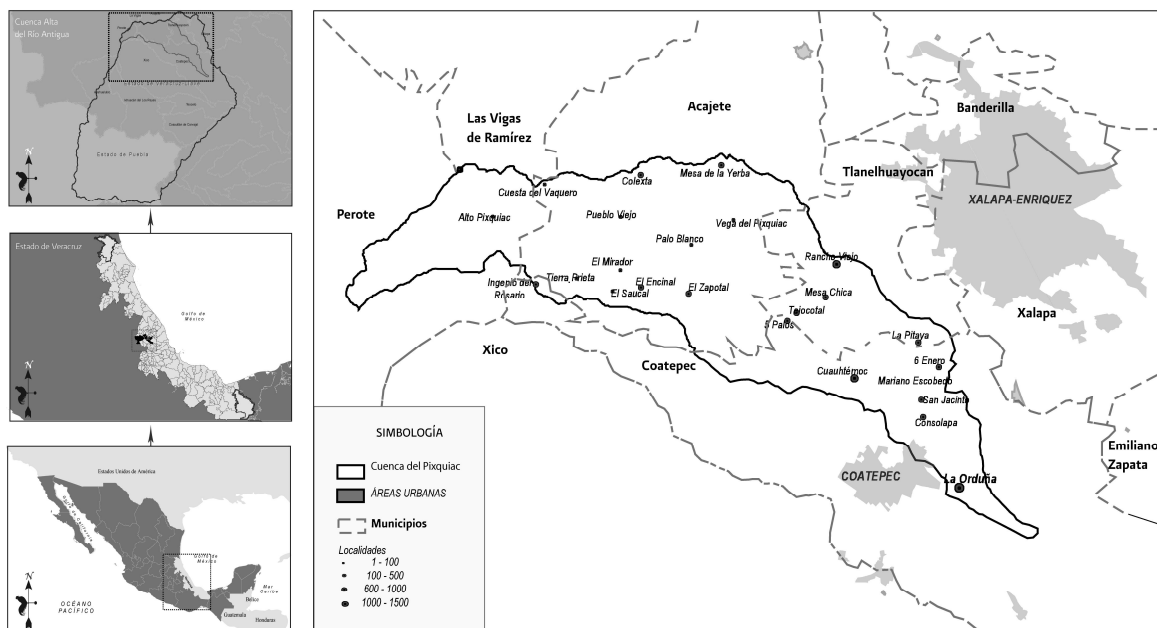 Cuenca Alta
del Río Antigua
Estado de Puebla
N
Estado de Veracruz
Golfo de
México
N
Estados Unidos de América
Golfo de
México
Mar
Caribe
Belice
Guatemala
Honduras
OCÉANO
PACÍFICO
N
Acajete
Las Vigas
de Ramírez
Banderilla
Tlanelhuayocan
XALAPA-ENRIQUEZ
Perote
Mesa de la Yerba
Colexta
Cuesta del Vaquero
Alto Pixquiac
Pueblo Viejo
Vega del Pixquiac
Palo Blanco
Rancho Viejo
El Mirador
Tierra Prieta
Ingenio del
Rosario
El Encinal
El Saucal
El Zapotal
Mesa Chica
Tejocotal
5 Palos
Xalapa
La Pitaya
Xico
Coatepec
6 Enero
Cuauhtémoc
Mariano Escobedo
San Jacinto
Consolapa
Emiliano
Zapata
COATEPEC
La Orduña
SIMBOLOGÍA
Cuenca del Pixquiac
ÁREAS URBANAS
Municipios
Localidades
1 - 100
100 - 500
600 - 1000
1000 - 1500